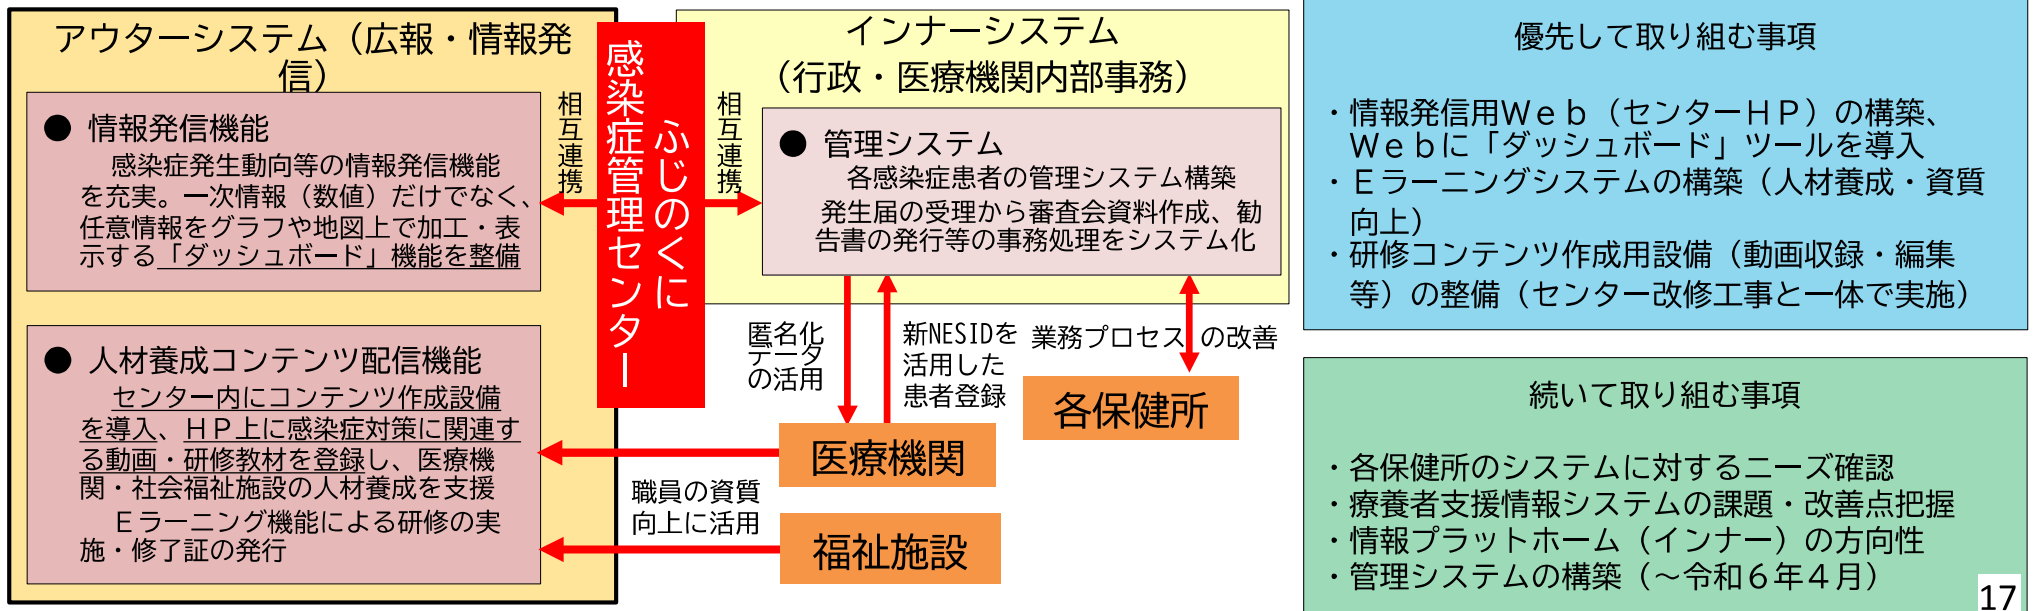 アウターシステム（広報・情報発
信）
● 情報発信機能
感染症発生動向等の情報発信機能
を充実。一次情報（数値）だけでなく、
任意情報をグラフや地図上で加工・表
示する「ダッシュボード」機能を整備
● 人材養成コンテンツ配信機能
センター内にコンテンツ作成設備
を導入、ＨＰ上に感染症対策に関連す
る動画・研修教材を登録し、医療機
関・社会福祉施設の人材養成を支援
Ｅラーニング機能による研修の実
施・修了証の発行
相互連携
ふじのくに
感染症管理センター
相互連携
インナーシステム
（行政・医療機関内部事務）
● 管理システム
各感染症患者の管理システム構築
発生届の受理から審査会資料作成、勧
告書の発行等の事務処理をシステム化
匿名化
データ
の活用
新NESIDを
活用した
患者登録
業務プロセス の改善
各保健所
医療機関
職員の資質
向上に活用
福祉施設
優先して取り組む事項
・情報発信用Ｗｅｂ（センターＨＰ）の構築、
Ｗｅｂに「ダッシュボード」ツールを導入
・Ｅラーニングシステムの構築（人材養成・資質
向上）
・研修コンテンツ作成用設備（動画収録・編集
等）の整備（センター改修工事と一体で実施）
続いて取り組む事項
・各保健所のシステムに対するニーズ確認
・療養者支援情報システムの課題・改善点把握
・情報プラットホーム（インナー）の方向性
・管理システムの構築（～令和６年４月）
17